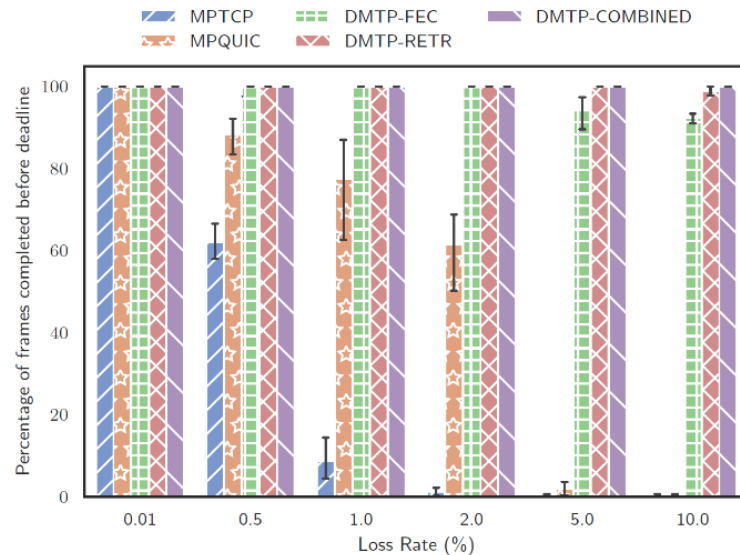 MPTCP DMTP-FEC DMTP-COMBINED
MPQUIC DMTP-RETR
Percentage of frames completed before deadline
100
80
60
40
20
0
0.01 0.5 1.0 2.0 5.0 10.0
Loss Rate (%)